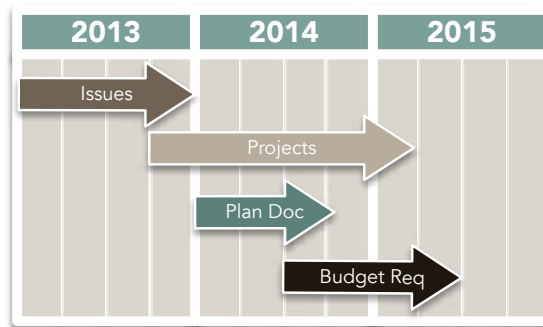 2013 2014 2015
Issues
Projects
Plan Doc
Budget Req